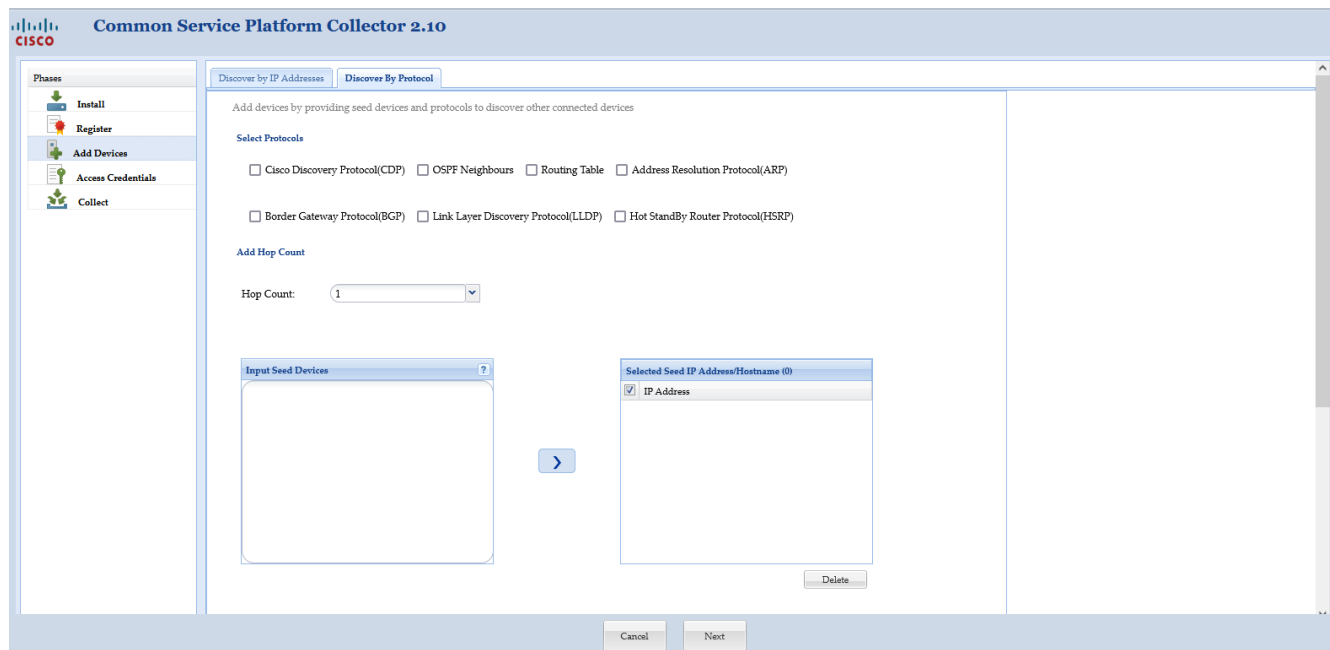 CISCO
Common Service Platform Collector 2.10
Phases
Install
Register
Add Devices
Access Credentials
Collect
Discover by IP Addresses
Discover By Protocol
Add devices by providing seed devices and protocols to discover other connected devices
Select Protocols
Cisco Discovery Protocol(CDP)
OSPF Neighbours
Routing Table
Address Resolution Protocol(ARP)
Border Gateway Protocol(BGP)
Link Layer Discovery Protocol(LLDP)
Hot StandBy Router Protocol(HSRP)
Add Hop Count
Hop Count:
1
Input Seed Devices
?
Selected Seed IP Address/Hostname (0)
IP Address
Delete
Cancel
Next